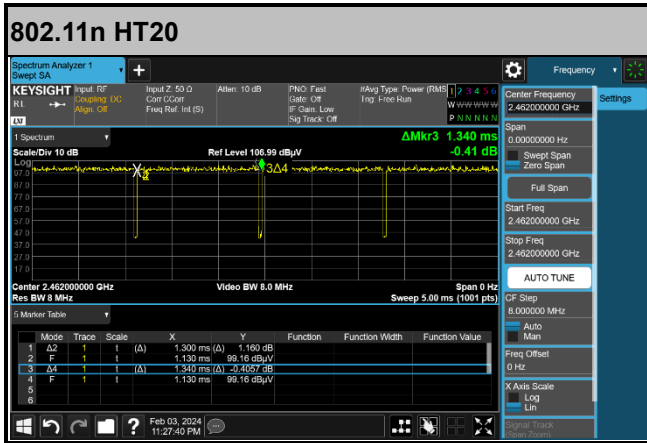 802.11n HT20
Spectrum Analyzer 1
Swept SA
Frequency
KEYSIGHT
RL
Input: RF
Coupling: DC
Align: Off
Input Z: 50 Ω
Corr CCorr
Freq Ref: Int (S)
Atten: 10 dB
PNO: Fast
Gate: Off
IF Gain: Low
Sig Track: Off
#Avg Type: Power (RMS
Trig: Free Run
1 2 3 4 5 6
W W W W W W
P N N N N N
LXI
1 Spectrum
ΔMkr3 1.340 ms
-0.41 dB
Scale/Div 10 dB
Ref Level 106.99 dBµV
Log
97.0
87.0
77.0
67.0
57.0
47.0
37.0
27.0
17.0
3Δ4
Center 2.462000000 GHz
Video BW 8.0 MHz
Span 0 Hz
Res BW 8 MHz
Sweep 5.00 ms (1001 pts)
5 Marker Table
Mode Trace Scale X Y Function Function Width Function Value
1 Δ2 1 t (Δ) 1.300 ms (Δ) 1.160 dB
2 F 1 t 1.130 ms 99.16 dBµV
3 Δ4 1 t (Δ) 1.340 ms (Δ) -0.4057 dB
4 F 1 t 1.130 ms 99.16 dBµV
5
6
Feb 03, 2024
11:27:40 PM
Center Frequency
2.462000000 GHz
Settings
Span
0.00000000 Hz
Swept Span
Zero Span
Full Span
Start Freq
2.462000000 GHz
Stop Freq
2.462000000 GHz
AUTO TUNE
CF Step
8.000000 MHz
Auto
Man
Freq Offset
0 Hz
X Axis Scale
Log
Lin
Signal Track
(Span Zoom)